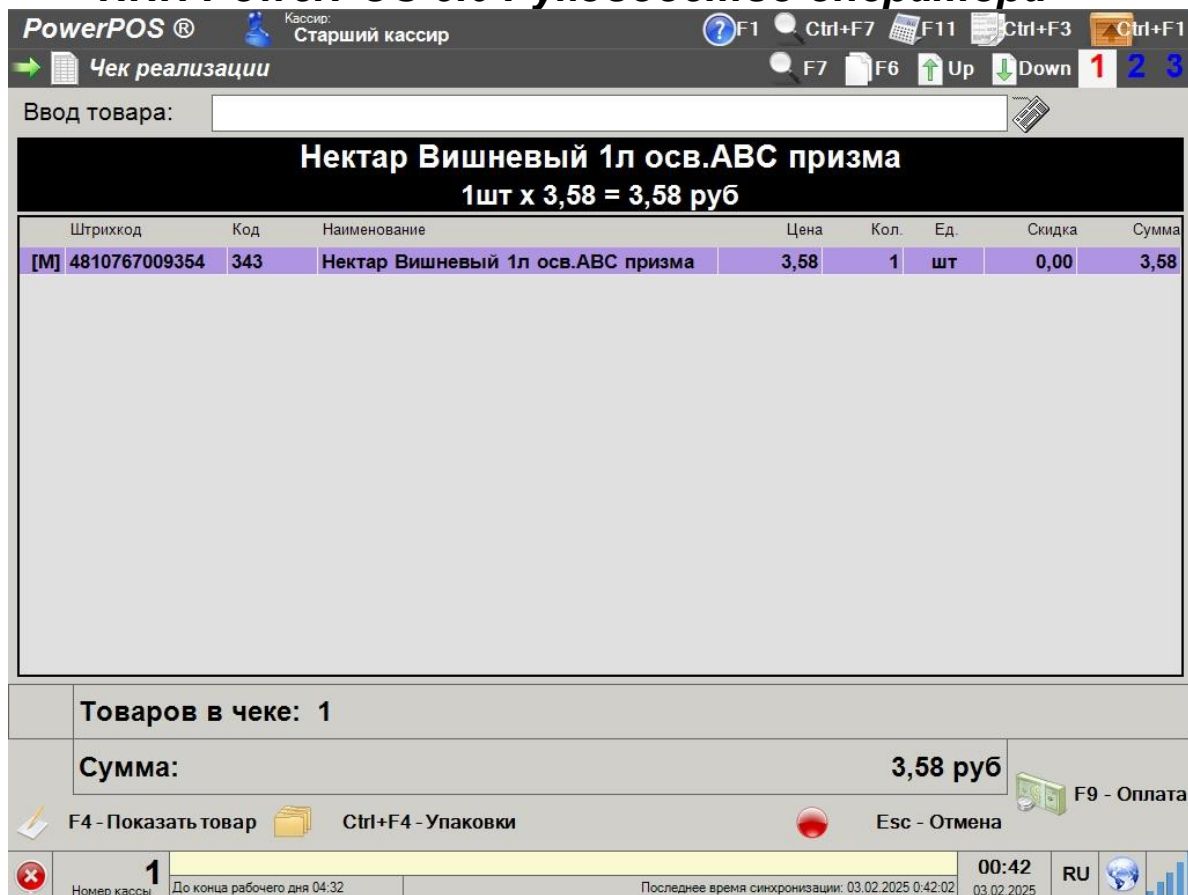 PowerPOS ® Кассир: Старший кассир F1 Ctrl+F7 F11 Ctrl+F3 Ctrl+F1
Чек реализации F7 F6 Up Down 1 2 3
Ввод товара:
Нектар Вишневый 1л осв.АВС призма
1шт х 3,58 = 3,58 руб
Штрихкод Код Наименование Цена Кол. Ед. Скидка Сумма
[M] 4810767009354 343 Нектар Вишневый 1л осв.АВС призма 3,58 1 шт 0,00 3,58
Товаров в чеке: 1
Сумма: 3,58 руб
F9 - Оплата
F4 - Показать товар Ctrl+F4 - Упаковки Esc - Отмена
1 00:42 RU
Номер кассы До конца рабочего дня 04:32 Последнее время синхронизации: 03.02.2025 0:42:02 03.02.2025